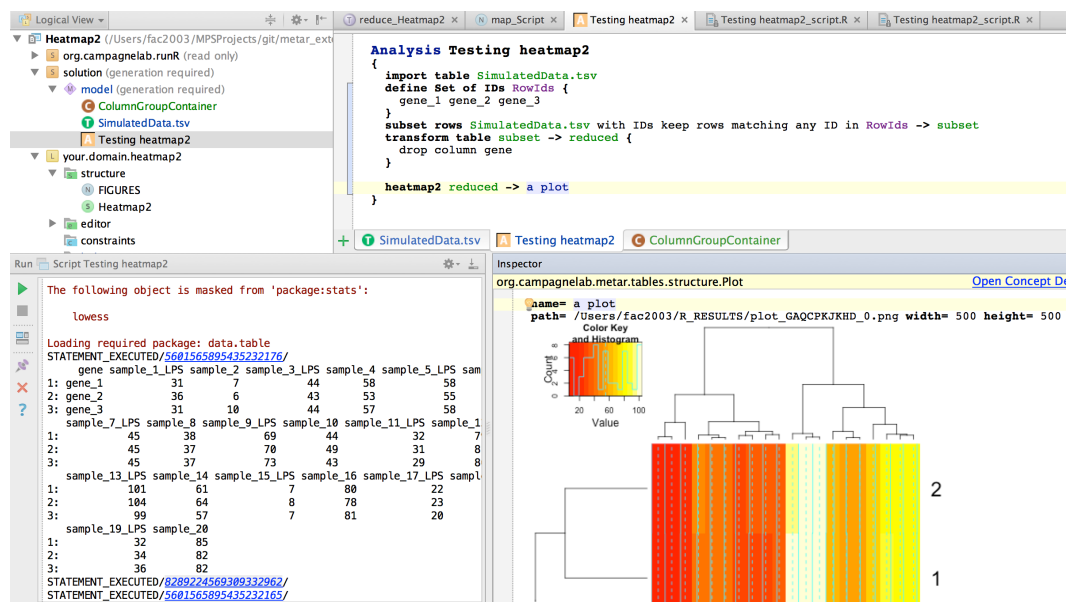 Logical View
reduce_Heatmap2 ×
map_Script ×
Testing heatmap2 ×
Testing heatmap2_script.R ×
Testing heatmap2_script.R ×
Heatmap2 (/Users/fac2003/MPSProjects/git/metar_ext
org.campagnelab.runR (read only)
solution (generation required)
model (generation required)
ColumnGroupContainer
SimulatedData.tsv
Testing heatmap2
your.domain.heatmap2
structure
FIGURES
Heatmap2
editor
constraints
Analysis Testing heatmap2
{
import table SimulatedData.tsv
define Set of IDs RowIds {
gene_1 gene_2 gene_3
}
subset rows SimulatedData.tsv with IDs keep rows matching any ID in RowIds -> subset
transform table subset -> reduced {
drop column gene
}
heatmap2 reduced -> a plot
}
SimulatedData.tsv
Testing heatmap2
ColumnGroupContainer
Run Script Testing heatmap2
The following object is masked from 'package:stats':
lowess
Loading required package: data.table
STATEMENT_EXECUTED/5601565895435232176/
gene sample_1_LPS sample_2 sample_3_LPS sample_4 sample_5_LPS sam
1: gene_1 31 7 44 58 58
2: gene_2 36 6 43 53 55
3: gene_3 31 10 44 57 58
sample_7_LPS sample_8 sample_9_LPS sample_10 sample_11_LPS sample_1
1: 45 38 69 44 32 7
2: 45 37 70 49 31 8
3: 45 37 73 43 29 8
sample_13_LPS sample_14 sample_15_LPS sample_16 sample_17_LPS sampl
1: 101 61 7 80 22
2: 104 64 8 78 23
3: 99 57 7 81 20
sample_19_LPS sample_20
1: 32 85
2: 34 82
3: 36 82
STATEMENT_EXECUTED/8289224569309332962/
STATEMENT_EXECUTED/5601565895435232165/
Inspector
org.campagnelab.metar.tables.structure.Plot
Open Concept De
name= a plot
path= /Users/fac2003/R_RESULTS/plot_GAQCPKJKHD_0.png width= 500 height= 500
Color Key
and Histogram
Count
0 2 4 8
20 60 100
Value
2
1